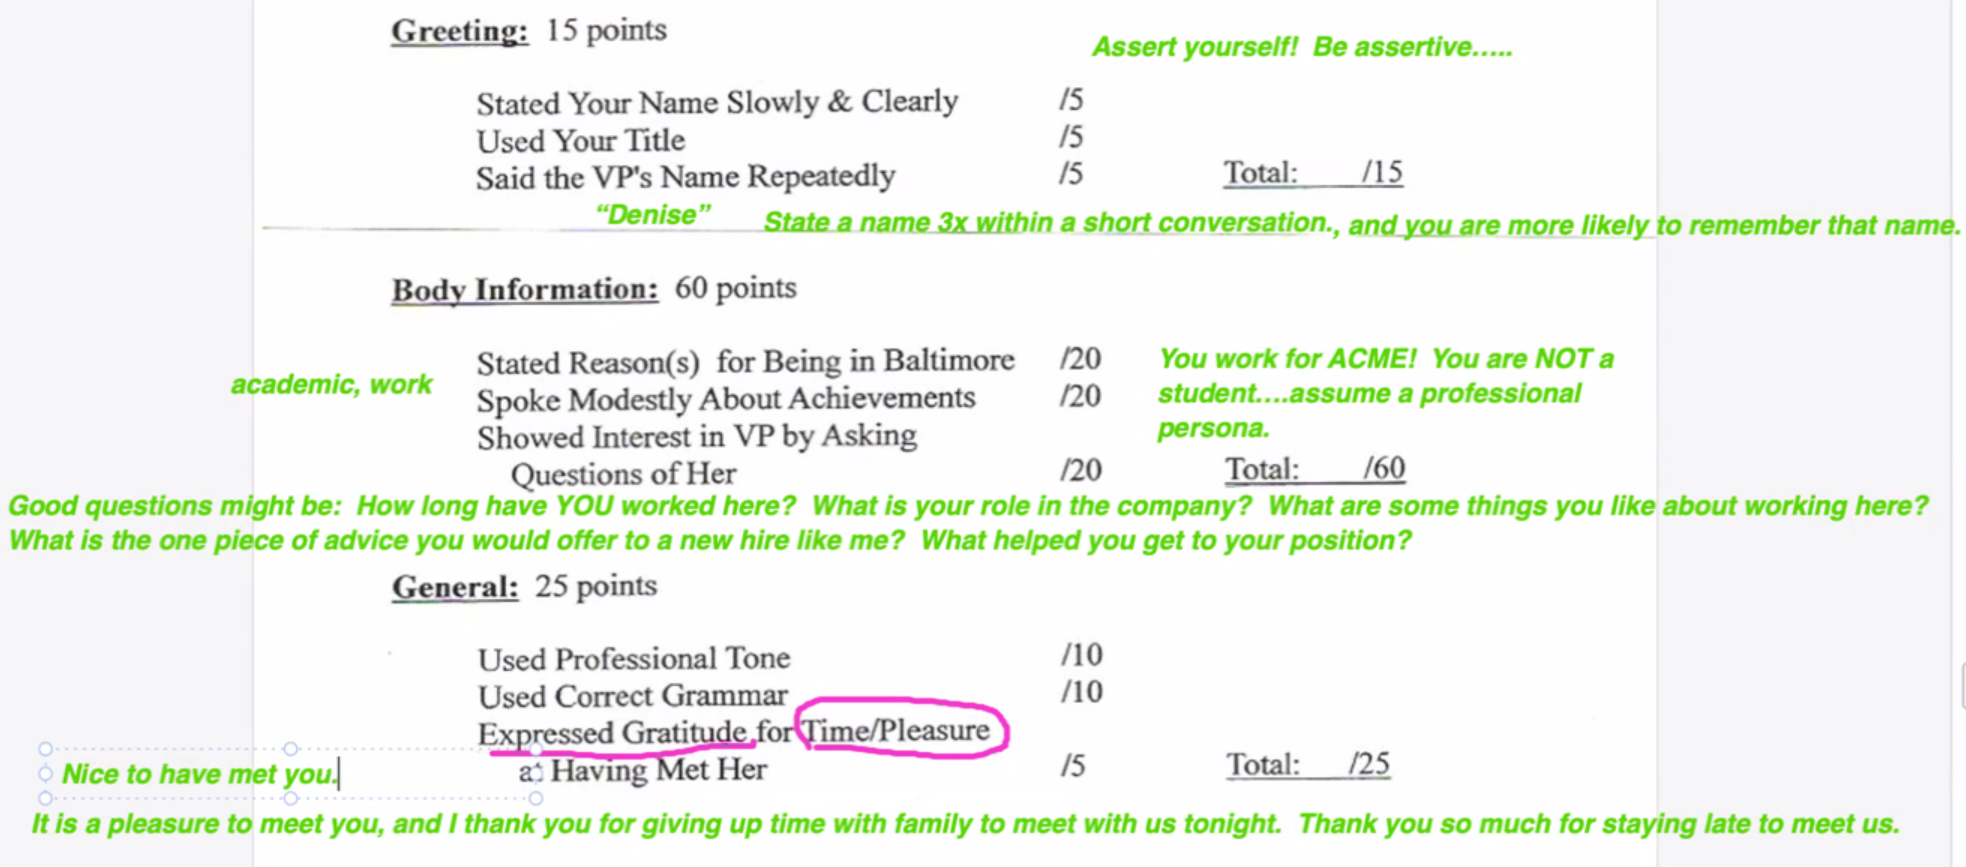 Greeting: 15 points
Assert yourself!  Be assertive.....
Stated Your Name Slowly & Clearly /5
Used Your Title /5
Said the VP's Name Repeatedly /5 Total: /15
“Denise” State a name 3x within a short conversation., and you are more likely to remember that name.
Body Information: 60 points
Stated Reason(s) for Being in Baltimore /20 You work for ACME!  You are NOT a
academic, work
Spoke Modestly About Achievements /20 student....assume a professional
Showed Interest in VP by Asking persona.
Questions of Her /20 Total: /60
Good questions might be:  How long have YOU worked here?  What is your role in the company?  What are some things you like about working here?
What is the one piece of advice you would offer to a new hire like me?  What helped you get to your position?
General: 25 points
Used Professional Tone /10
Used Correct Grammar /10
Expressed Gratitude for Time/Pleasure
Nice to have met you. at Having Met Her /5 Total: /25
It is a pleasure to meet you, and I thank you for giving up time with family to meet with us tonight.  Thank you so much for staying late to meet us.